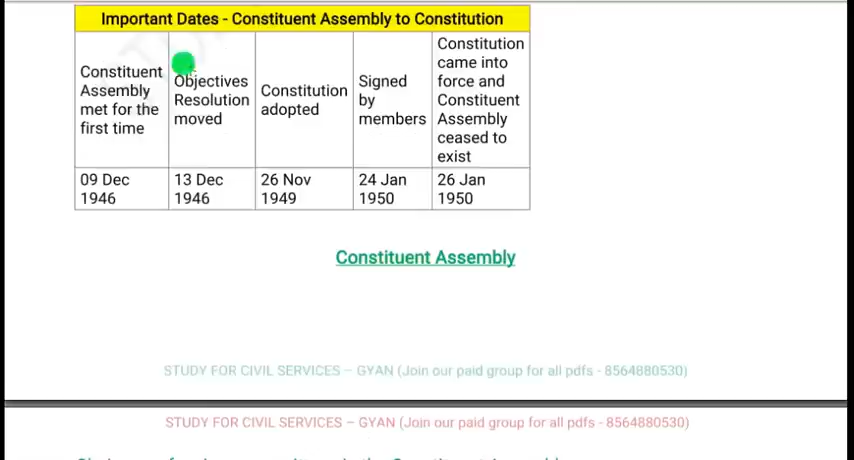 Important Dates - Constituent Assembly to Constitution
Constituent
Assembly
met for the
first time
Objectives
Resolution
moved
Constitution
adopted
Signed
by
members
Constitution
came into
force and
Constituent
Assembly
ceased to
exist
09 Dec
1946
13 Dec
1946
26 Nov
1949
24 Jan
1950
26 Jan
1950
Constituent Assembly
STUDY FOR CIVIL SERVICES – GYAN (Join our paid group for all pdfs - 8564880530)
STUDY FOR CIVIL SERVICES – GYAN (Join our paid group for all pdfs - 8564880530)